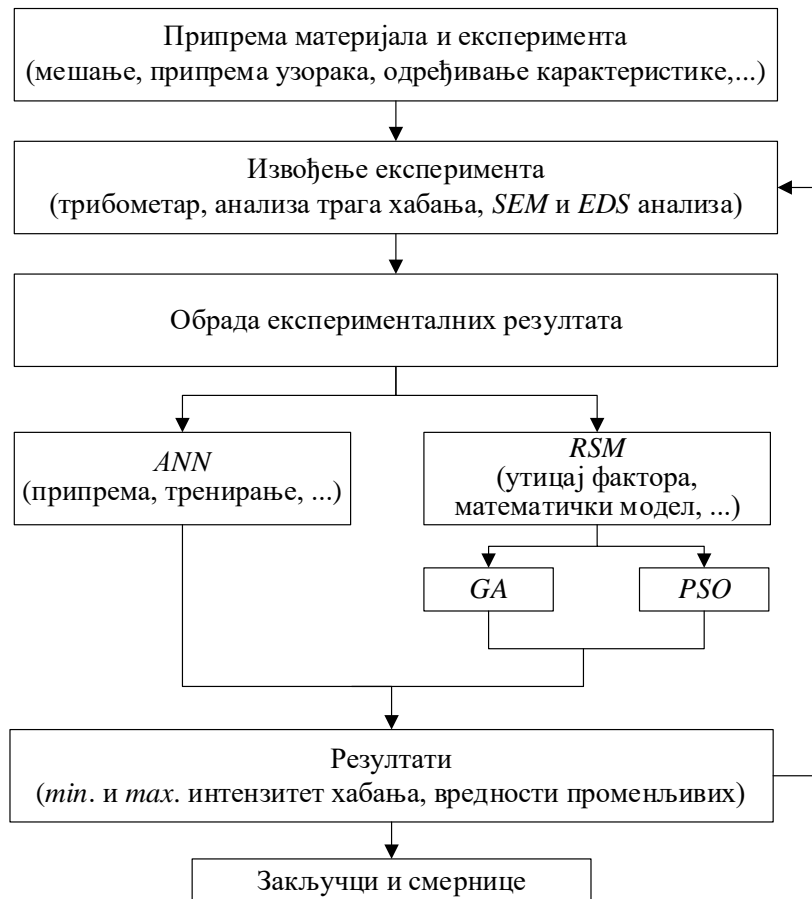 Припрема материјала и експеримента
(мешање, припрема узорака, одређивање карактеристике,...)
Извођење експеримента
(трибометар, анализа трага хабања, SEM и EDS анализа)
Обрада експерименталних резултата
ANN
(припрема, тренирање, ...)
RSM
(утицај фактора,
математички модел, ...)
GA
PSO
Резултати
(min. и max. интензитет хабања, вредности променљивих)
Закључци и смернице